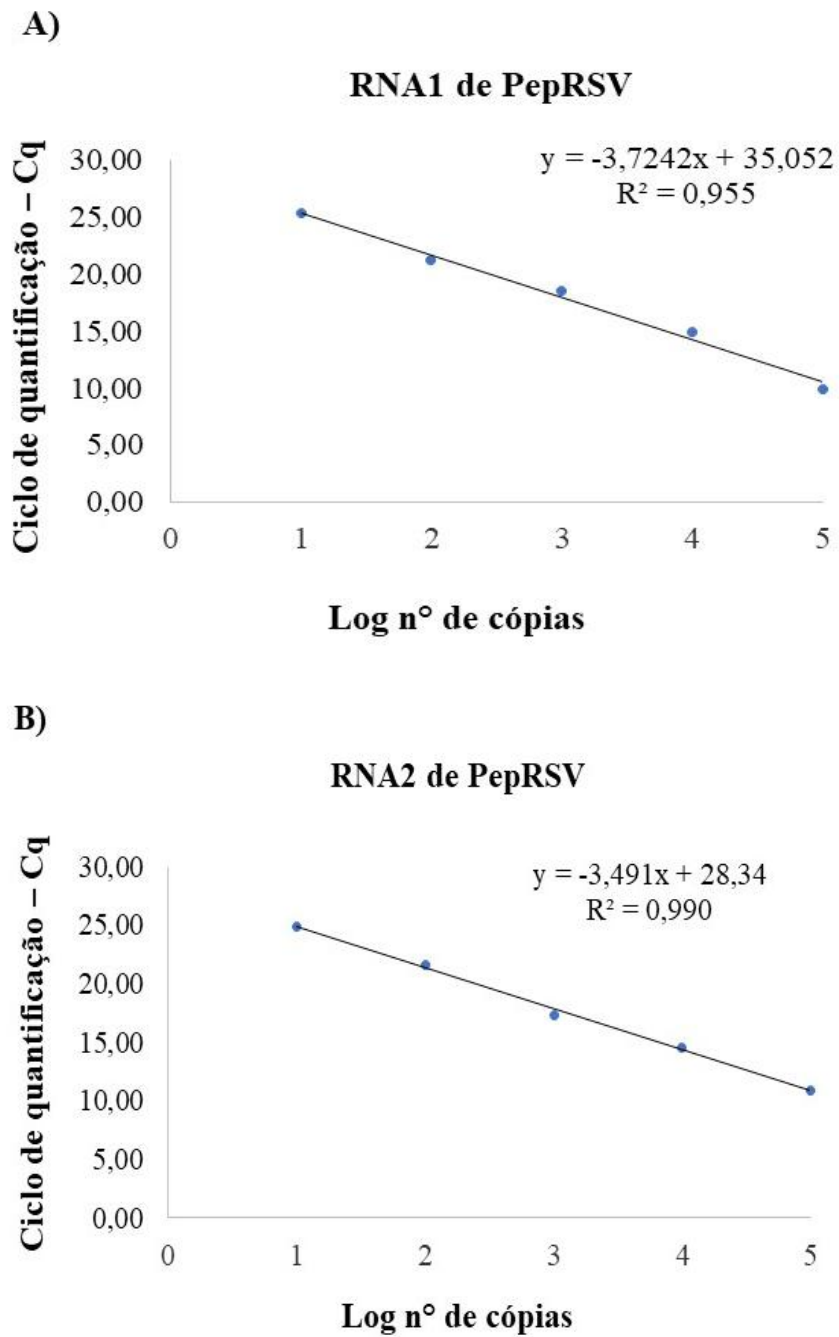 A)
RNA1 de PepRSV
y = -3,7242x + 35,052
R² = 0,955
Ciclo de quantificação – Cq
30,00
25,00
20,00
15,00
10,00
5,00
0,00
0 1 2 3 4 5
Log n° de cópias
B)
RNA2 de PepRSV
y = -3,491x + 28,34
R² = 0,990
Ciclo de quantificação – Cq
30,00
25,00
20,00
15,00
10,00
5,00
0,00
0 1 2 3 4 5
Log n° de cópias